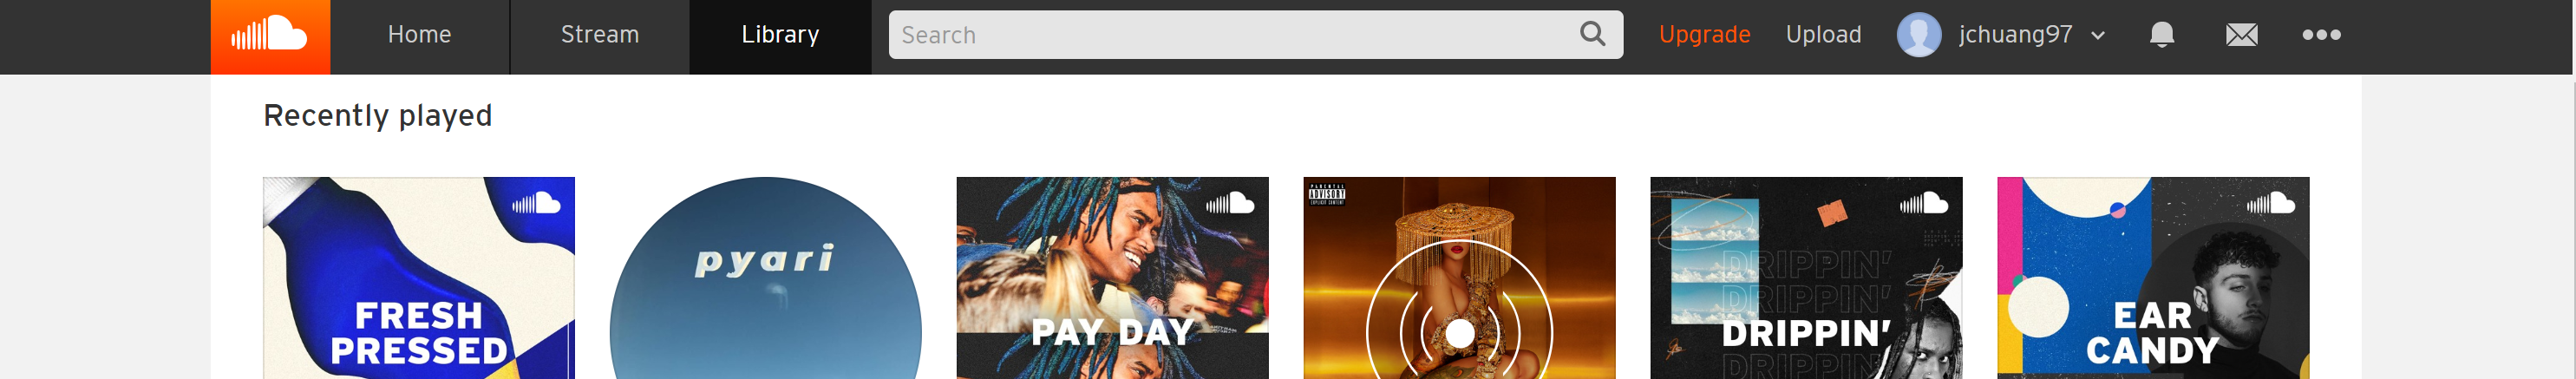 Home Stream Library Search Upgrade Upload jchuang97
Recently played
FRESH
PRESSED
pyari
PAY DAY
PARENTAL
ADVISORY
EXPLICIT CONTENT
DRIPPIN'
DRIPPIN'
DRIPPIN'
DRIPPIN'
EAR
CANDY